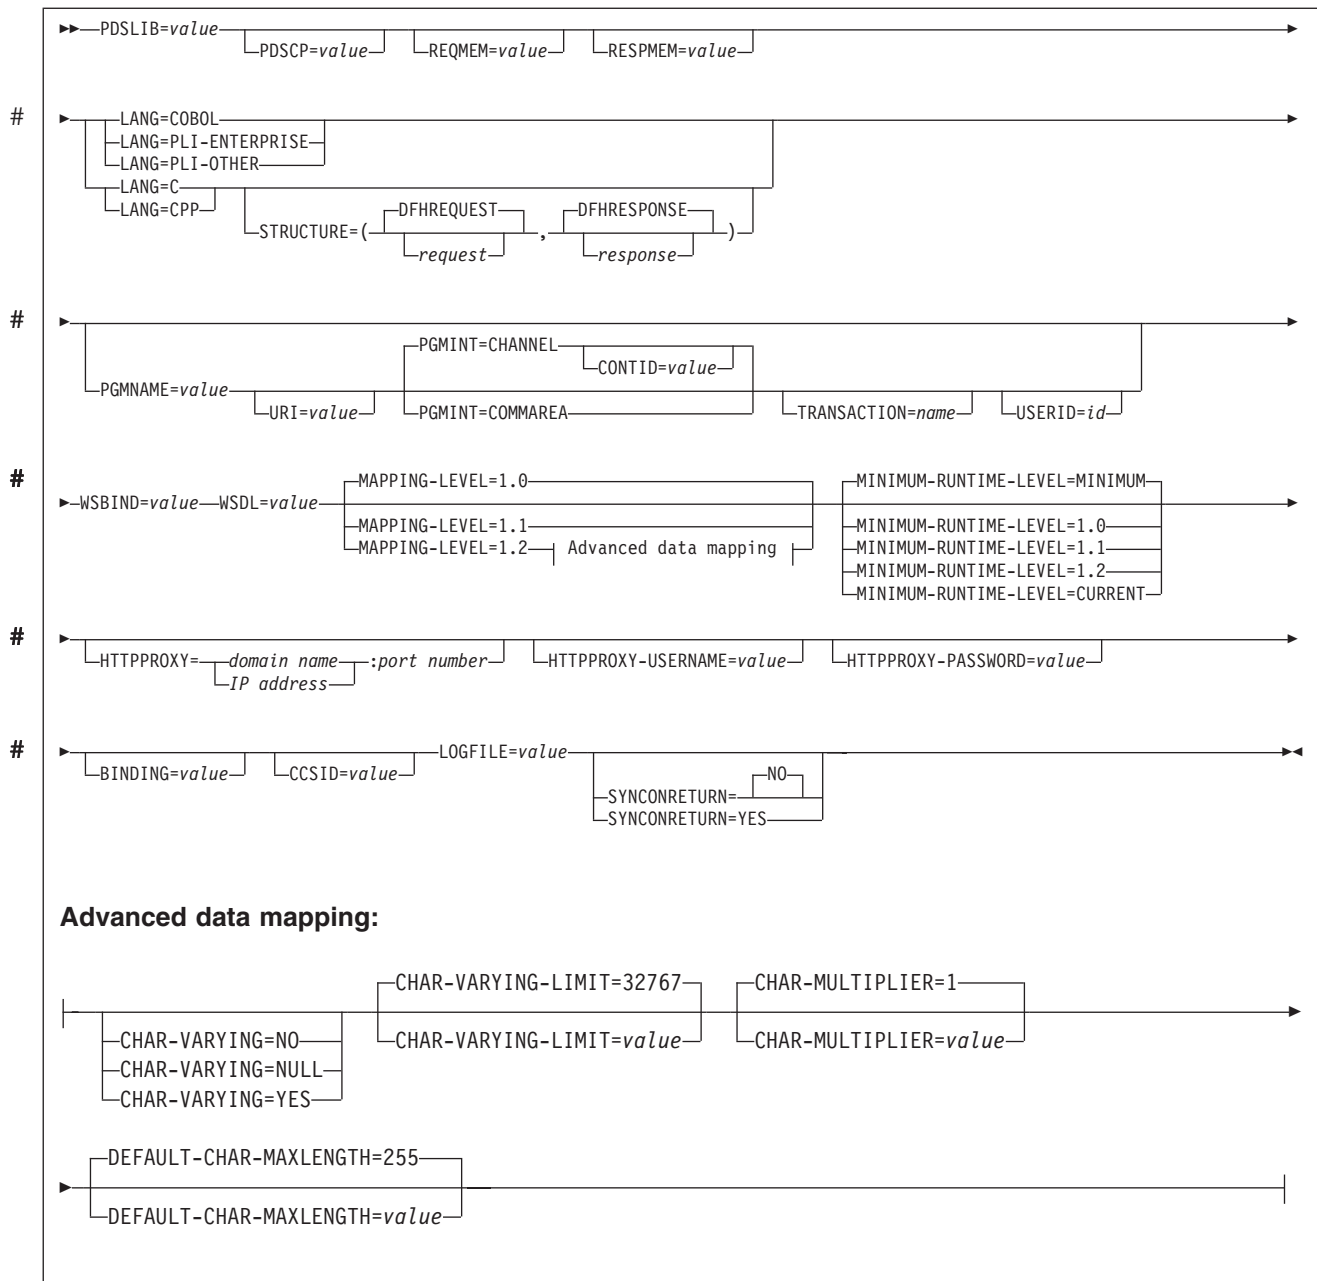 PDSLIB=value
PDSCP=value REQMEM=value RESPMEM=value
# LANG=COBOL
LANG=PLI-ENTERPRISE
LANG=PLI-OTHER
LANG=C
LANG=CPP
DFHREQUEST DFHRESPONSE
STRUCTURE=( , )
request response
#
PGMINT=CHANNEL
CONTID=value
PGMNAME=value
URI=value PGMINT=COMMAREA TRANSACTION=name USERID=id
# MAPPING-LEVEL=1.0 MINIMUM-RUNTIME-LEVEL=MINIMUM
WSBIND=value WSDL=value
MAPPING-LEVEL=1.1 MINIMUM-RUNTIME-LEVEL=1.0
MAPPING-LEVEL=1.2 Advanced data mapping MINIMUM-RUNTIME-LEVEL=1.1
MINIMUM-RUNTIME-LEVEL=1.2
MINIMUM-RUNTIME-LEVEL=CURRENT
#
HTTPPROXY= domain name :port number HTTPPROXY-USERNAME=value HTTPPROXY-PASSWORD=value
IP address
# LOGFILE=value
BINDING=value CCSID=value NO
SYNCONRETURN=
SYNCONRETURN=YES
Advanced data mapping:
CHAR-VARYING-LIMIT=32767 CHAR-MULTIPLIER=1
CHAR-VARYING=NO CHAR-VARYING-LIMIT=value CHAR-MULTIPLIER=value
CHAR-VARYING=NULL
CHAR-VARYING=YES
DEFAULT-CHAR-MAXLENGTH=255
DEFAULT-CHAR-MAXLENGTH=value